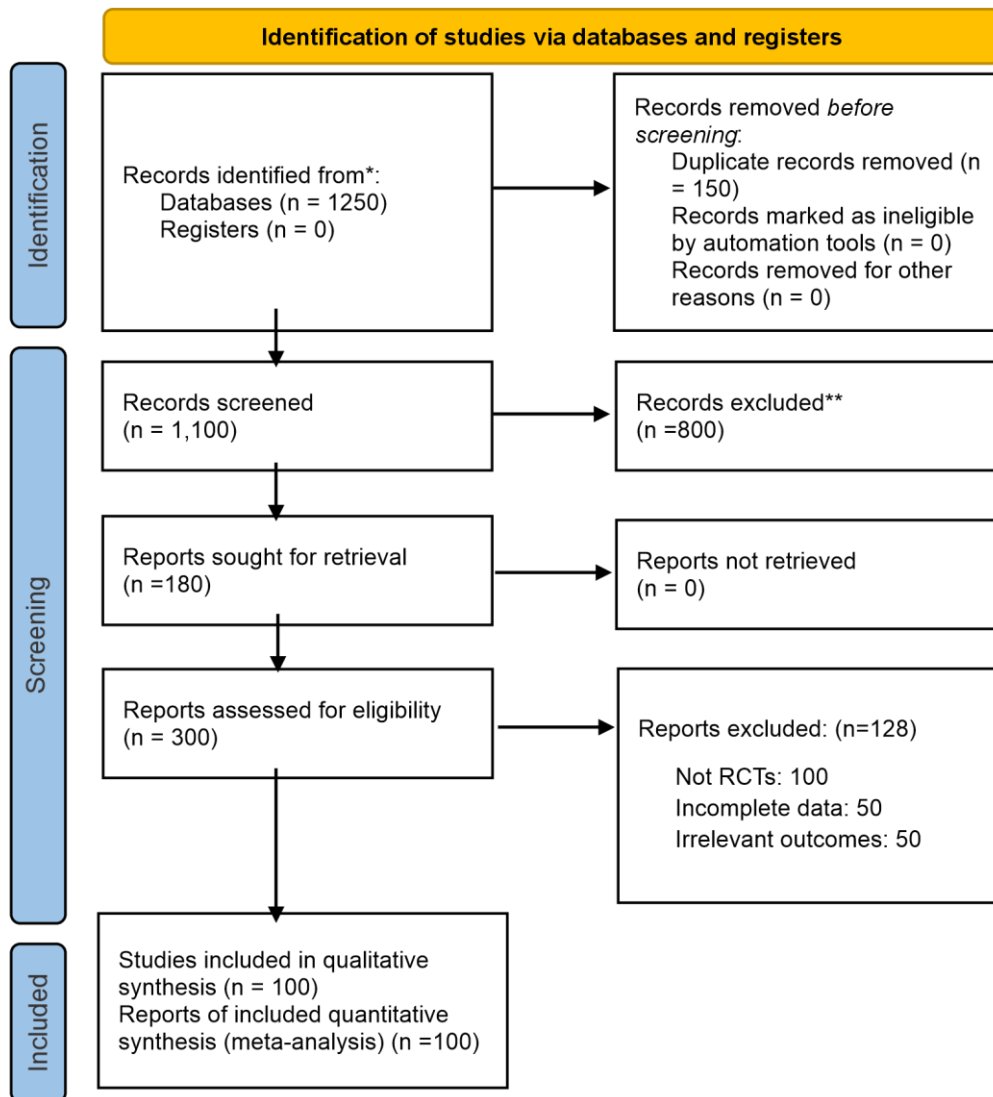 Identification of studies via databases and registers
Identification
Records identified from*:
Databases (n = 1250)
Registers (n = 0)
Records removed before
screening:
Duplicate records removed (n
= 150)
Records marked as ineligible
by automation tools (n = 0)
Records removed for other
reasons (n = 0)
Screening
Records screened
(n = 1,100)
Records excluded**
(n =800)
Reports sought for retrieval
(n =180)
Reports not retrieved
(n = 0)
Reports assessed for eligibility
(n = 300)
Reports excluded: (n=128)
Not RCTs: 100
Incomplete data: 50
Irrelevant outcomes: 50
Included
Studies included in qualitative
synthesis (n = 100)
Reports of included quantitative
synthesis (meta-analysis) (n =100)